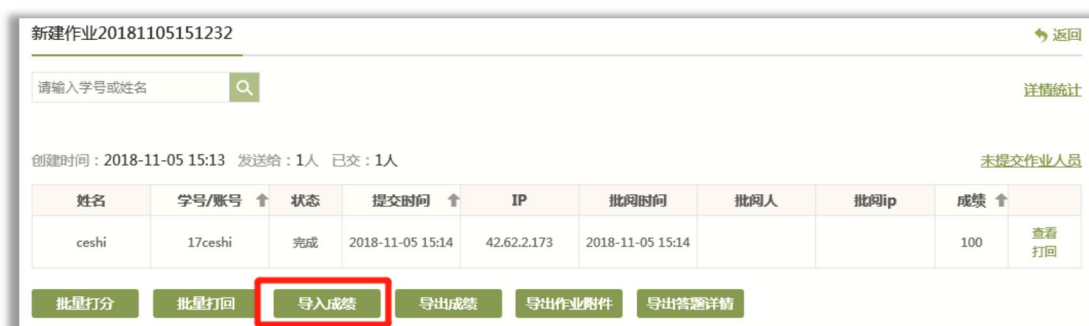 新建作业20181105151232 返回
请输入学号或姓名 详情统计
创建时间：2018-11-05 15:13 发送给：1人 已交：1人 未提交作业人员
姓名 学号/账号 状态 提交时间 IP 批阅时间 批阅人 批阅ip 成绩
ceshi 17ceshi 完成 2018-11-05 15:14 42.62.2.173 2018-11-05 15:14 100 查看
打回
批量打分 批量打回 导入成绩 导出成绩 导出作业附件 导出答题详情